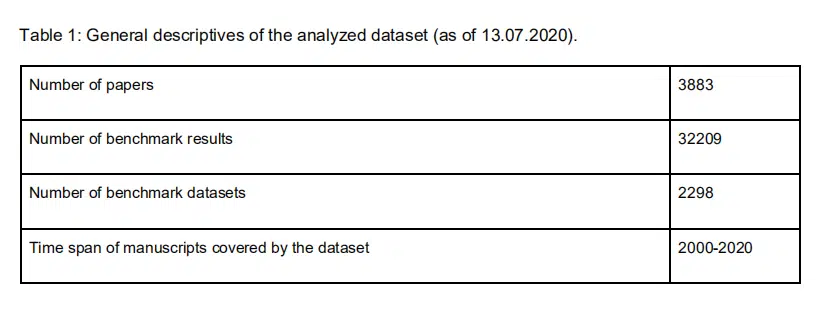 Table 1: General descriptives of the analyzed dataset (as of 13.07.2020).
Number of papers 3883
Number of benchmark results 32209
Number of benchmark datasets 2298
Time span of manuscripts covered by the dataset 2000-2020